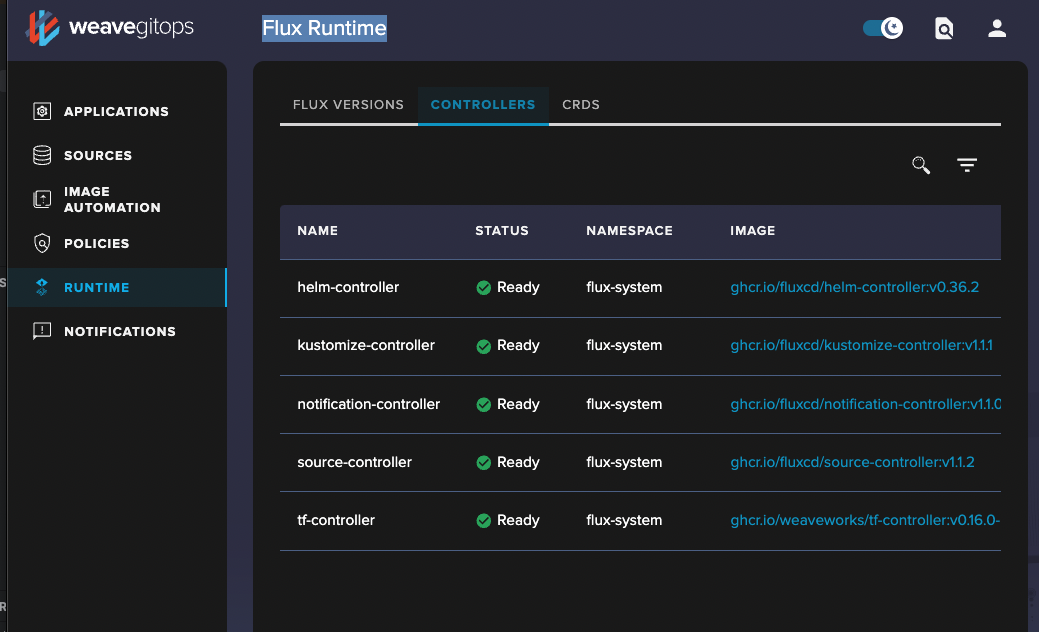 weavegitops
Flux Runtime
APPLICATIONS
SOURCES
IMAGE
AUTOMATION
POLICIES
RUNTIME
NOTIFICATIONS
FLUX VERSIONS CONTROLLERS CRDS
NAME STATUS NAMESPACE IMAGE
helm-controller Ready flux-system ghcr.io/fluxcd/helm-controller:v0.36.2
kustomize-controller Ready flux-system ghcr.io/fluxcd/kustomize-controller:v1.1.1
notification-controller Ready flux-system ghcr.io/fluxcd/notification-controller:v1.1.0
source-controller Ready flux-system ghcr.io/fluxcd/source-controller:v1.1.2
tf-controller Ready flux-system ghcr.io/weaveworks/tf-controller:v0.16.0-